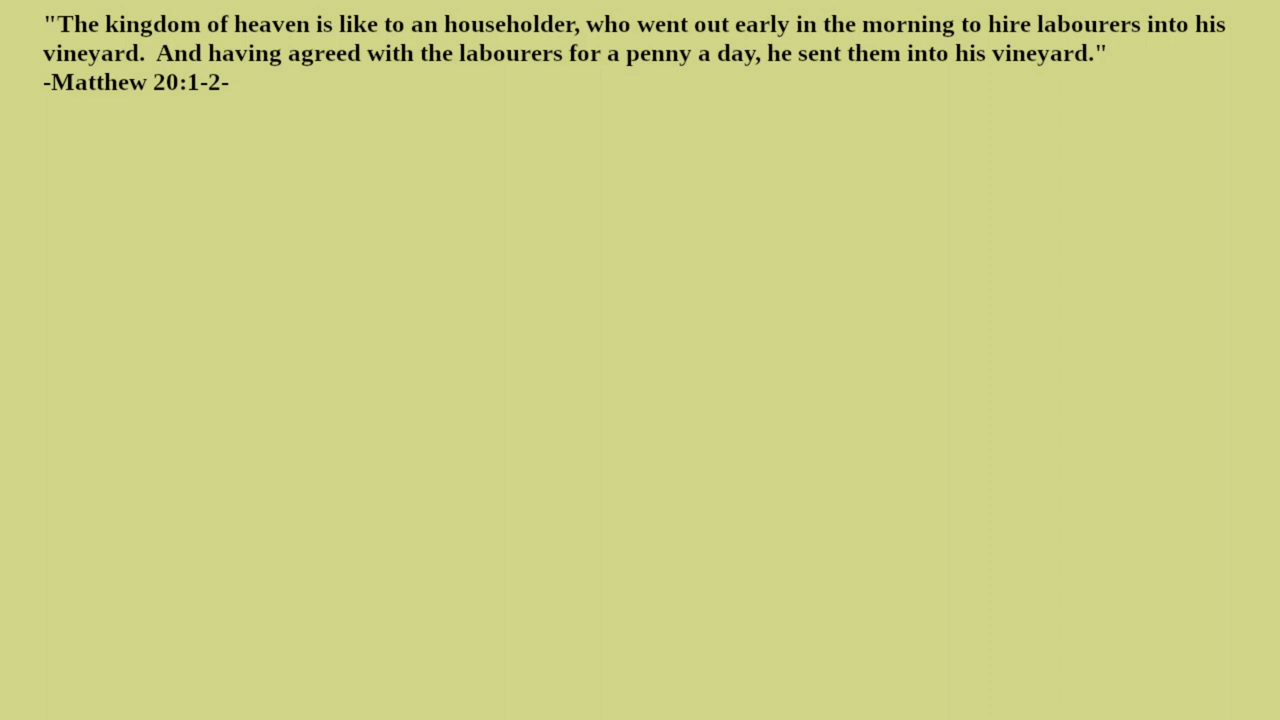 "The kingdom of heaven is like to an householder, who went out early in the morning to hire labourers into his
vineyard.  And having agreed with the labourers for a penny a day, he sent them into his vineyard."
-Matthew 20:1-2-